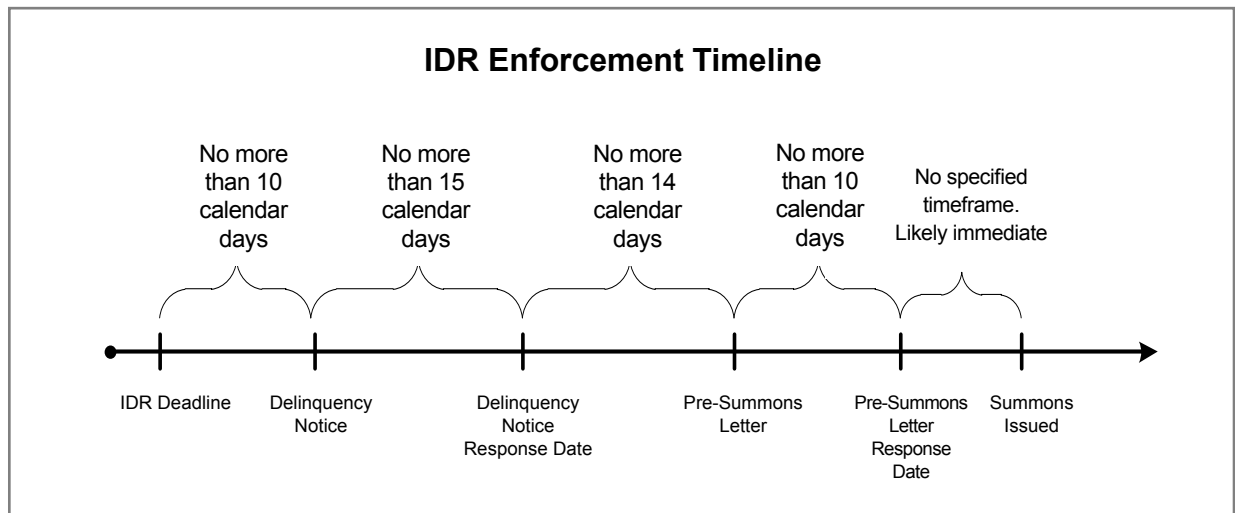 IDR Enforcement Timeline
No more
than 10
calendar
days
No more
than 15
calendar
days
No more
than 14
calendar
days
No more
than 10
calendar
days
No specified
timeframe.
Likely immediate
IDR Deadline
Delinquency
Notice
Delinquency
Notice
Response Date
Pre-Summons
Letter
Pre-Summons
Letter
Response
Date
Summons
Issued